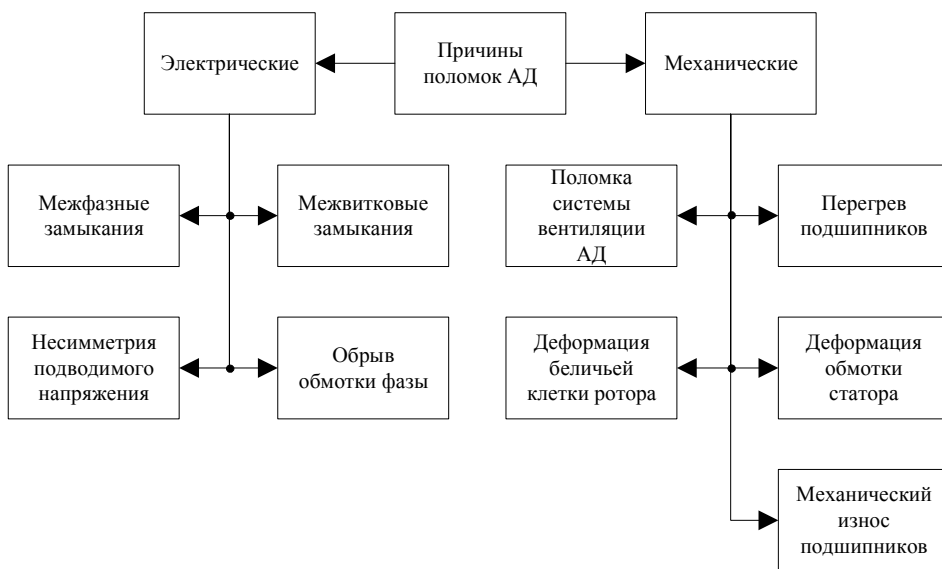 Электрические
Причины
поломок АД
Механические
Межфазные
замыкания
Межвитковые
замыкания
Поломка
системы
вентиляции
АД
Перегрев
подшипников
Несимметрия
подводимого
напряжения
Обрыв
обмотки фазы
Деформация
беличьей
клетки ротора
Деформация
обмотки
статора
Механический
износ
подшипников